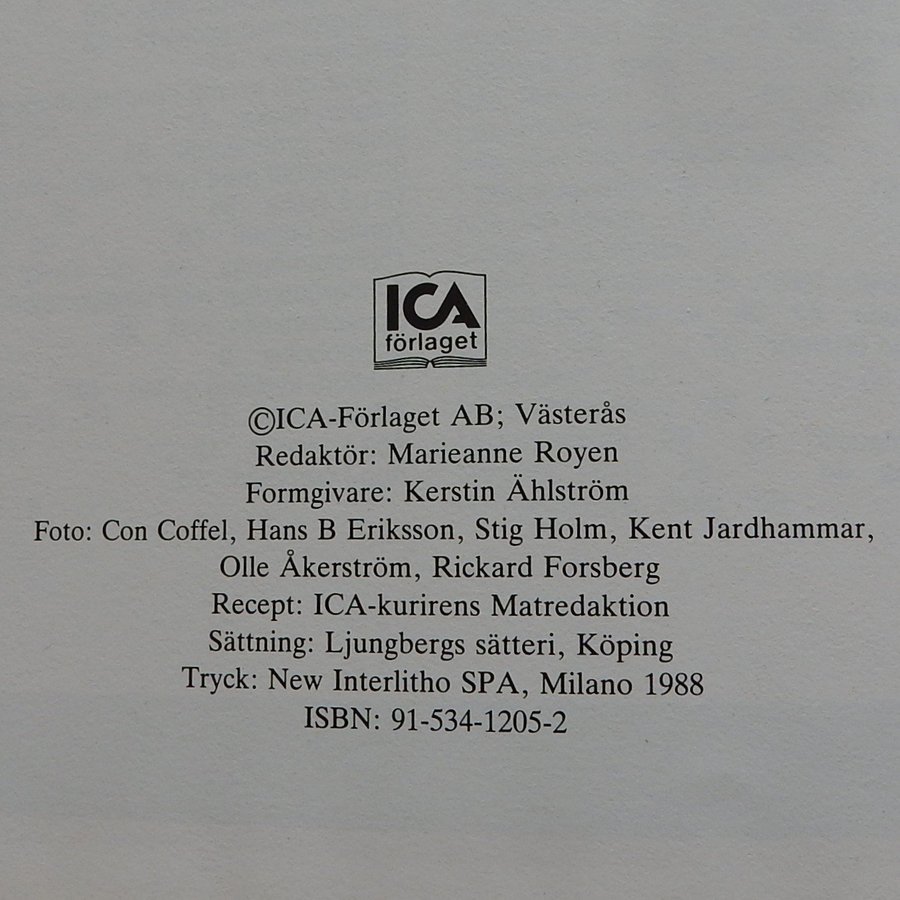 ICA
förlaget
©ICA-Förlaget AB; Västerås
Redaktör: Marieanne Royen
Formgivare: Kerstin Ählström
Foto: Con Coffel, Hans B Eriksson, Stig Holm, Kent Jardhammar,
Olle Åkerström, Rickard Forsberg
Recept: ICA-kurirens Matredaktion
Sättning: Ljungbergs sätteri, Köping
Tryck: New Interlitho SPA, Milano 1988
ISBN: 91-534-1205-2